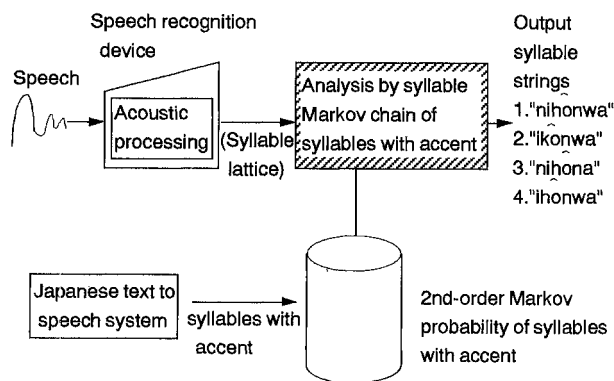 Speech recognition
device
Speech
Acoustic
processing
(Syllable
lattice)
Analysis by syllable
Markov chain of
syllables with accent
Output
syllable
strings
1."nihonwa"
2."ikonwa"
3."nihona"
4."ihonwa"
Japanese text to
speech system
syllables with
accent
2nd-order Markov
probability of syllables
with accent